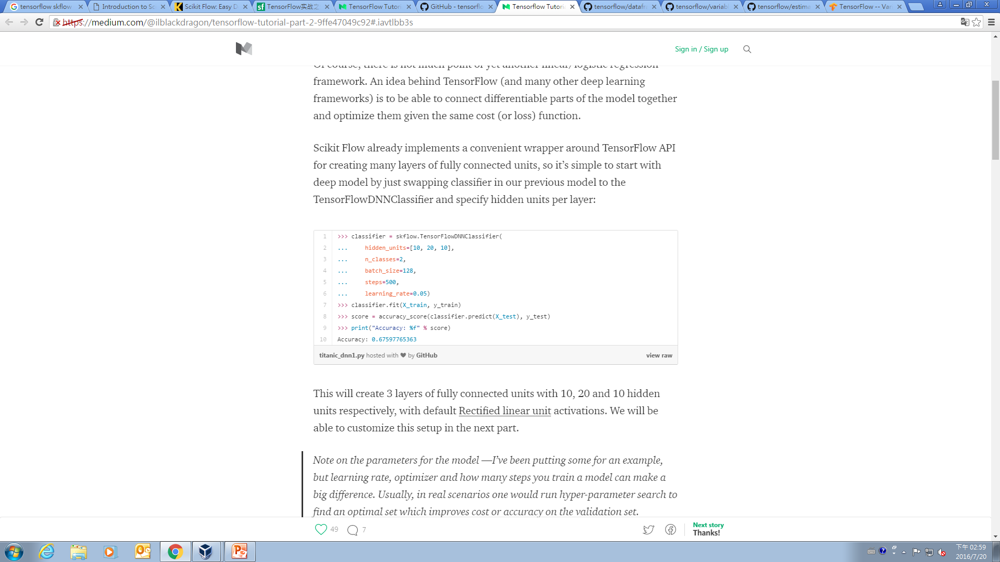 tensorflow skflow
Introduction to Sc
Scikit Flow: Easy D
TensorFlow实战之
TensorFlow Tutori
GitHub - tensorflo
Tensorflow Tutori
tensorflow/datafr
tensorflow/variab
tensorflow/estima
TensorFlow -- Var
https://medium.com/@ilblackdragon/tensorflow-tutorial-part-2-9ffe47049c92#.iavtlbb3s
Sign in / Sign up
Of course, there is not much point of yet another linear/logistic regression
framework. An idea behind TensorFlow (and many other deep learning
frameworks) is to be able to connect differentiable parts of the model together
and optimize them given the same cost (or loss) function.
Scikit Flow already implements a convenient wrapper around TensorFlow API
for creating many layers of fully connected units, so it’s simple to start with
deep model by just swapping classifier in our previous model to the
TensorFlowDNNClassifier and specify hidden units per layer:
1 >>> classifier = skflow.TensorFlowDNNClassifier(
2 ...     hidden_units=[10, 20, 10],
3 ...     n_classes=2,
4 ...     batch_size=128,
5 ...     steps=500,
6 ...     learning_rate=0.05)
7 >>> classifier.fit(X_train, y_train)
8 >>> score = accuracy_score(classifier.predict(X_test), y_test)
9 >>> print("Accuracy: %f" % score)
10 Accuracy: 0.67597765363
titanic_dnn1.py hosted with ❤ by GitHub view raw
This will create 3 layers of fully connected units with 10, 20 and 10 hidden
units respectively, with default Rectified linear unit activations. We will be
able to customize this setup in the next part.
Note on the parameters for the model —I’ve been putting some for an example,
but learning rate, optimizer and how many steps you train a model can make a
big difference. Usually, in real scenarios one would run hyper-parameter search to
find an optimal set which improves cost or accuracy on the validation set.
49
7
Next story
Thanks!
下午 02:59
2016/7/20